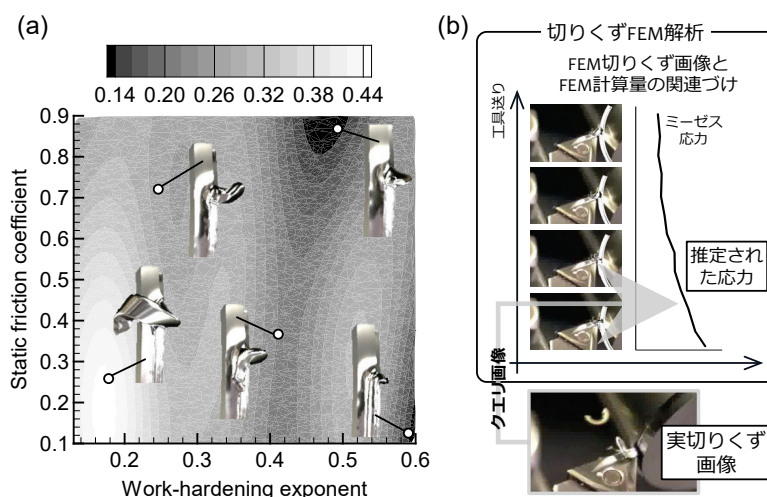 (a)
0.14 0.20 0.26 0.32 0.38 0.44
0.9
0.8
0.7
0.6
0.5
0.4
0.3
0.2
0.1
Static friction coefficient
0.2 0.3 0.4 0.5 0.6
Work-hardening exponent
(b)
切りくずFEM解析
FEM切りくず画像と
FEM計算量の関連づけ
工具送り
ミーゼス
応力
推定され
た応力
クエリ画像
実切りくず
画像